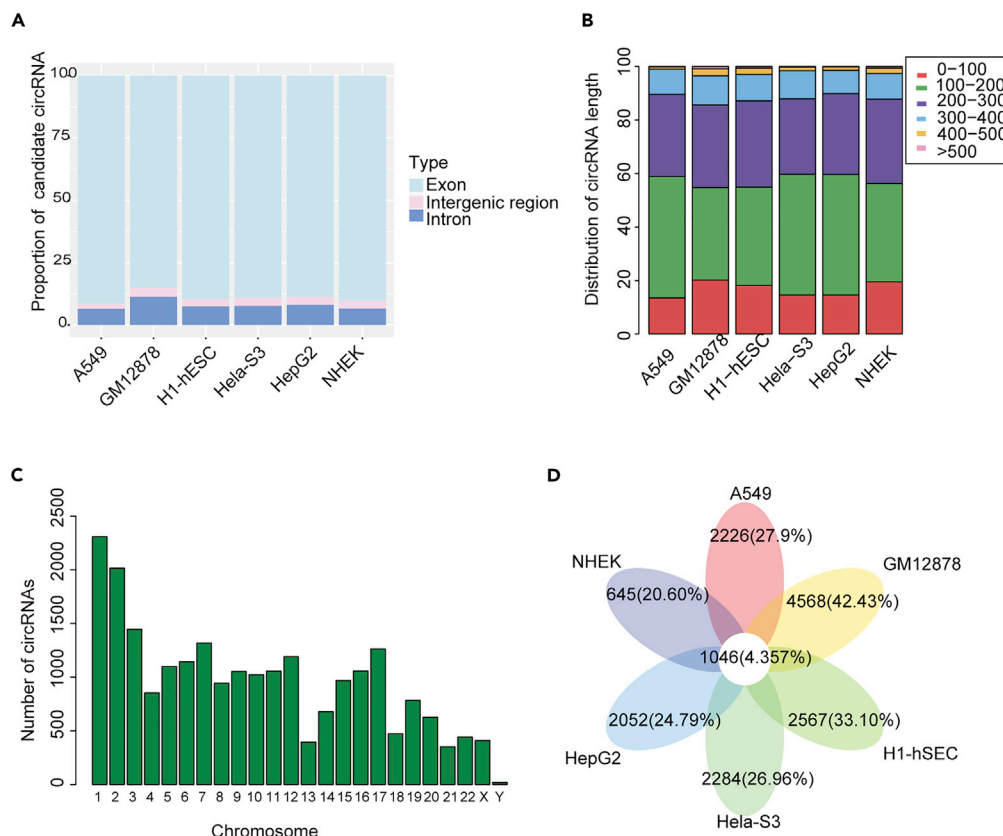 A
Proportion of candidate circRNA
100
75
50
25
0
A549
GM12878
H1-hESC
Hela-S3
HepG2
NHEK
Type
Exon
Intergenic region
Intron
B
Distribution of circRNA length
100
80
60
40
20
0
A549
GM12878
H1-hESC
Hela-S3
HepG2
NHEK
0-100
100-200
200-300
300-400
400-500
>500
C
Number of circRNAs
2500
2000
1500
1000
500
0
1 2 3 4 5 6 7 8 9 10 11 12 13 14 15 16 17 18 19 20 21 22 X Y
Chromosome
D
A549
2226(27.9%)
NHEK
GM12878
645(20.60%)
4568(42.43%)
1046(4.357%)
2052(24.79%)
2567(33.10%)
HepG2
H1-hSEC
2284(26.96%)
Hela-S3